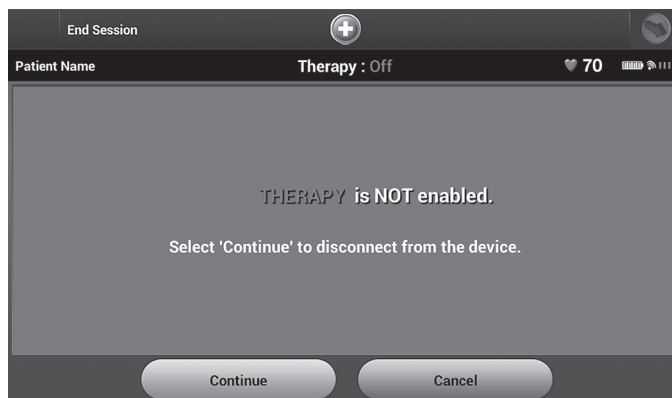 End Session
Patient Name Therapy : Off 70
THERAPY is NOT enabled.
Select 'Continue' to disconnect from the device.
Continue Cancel